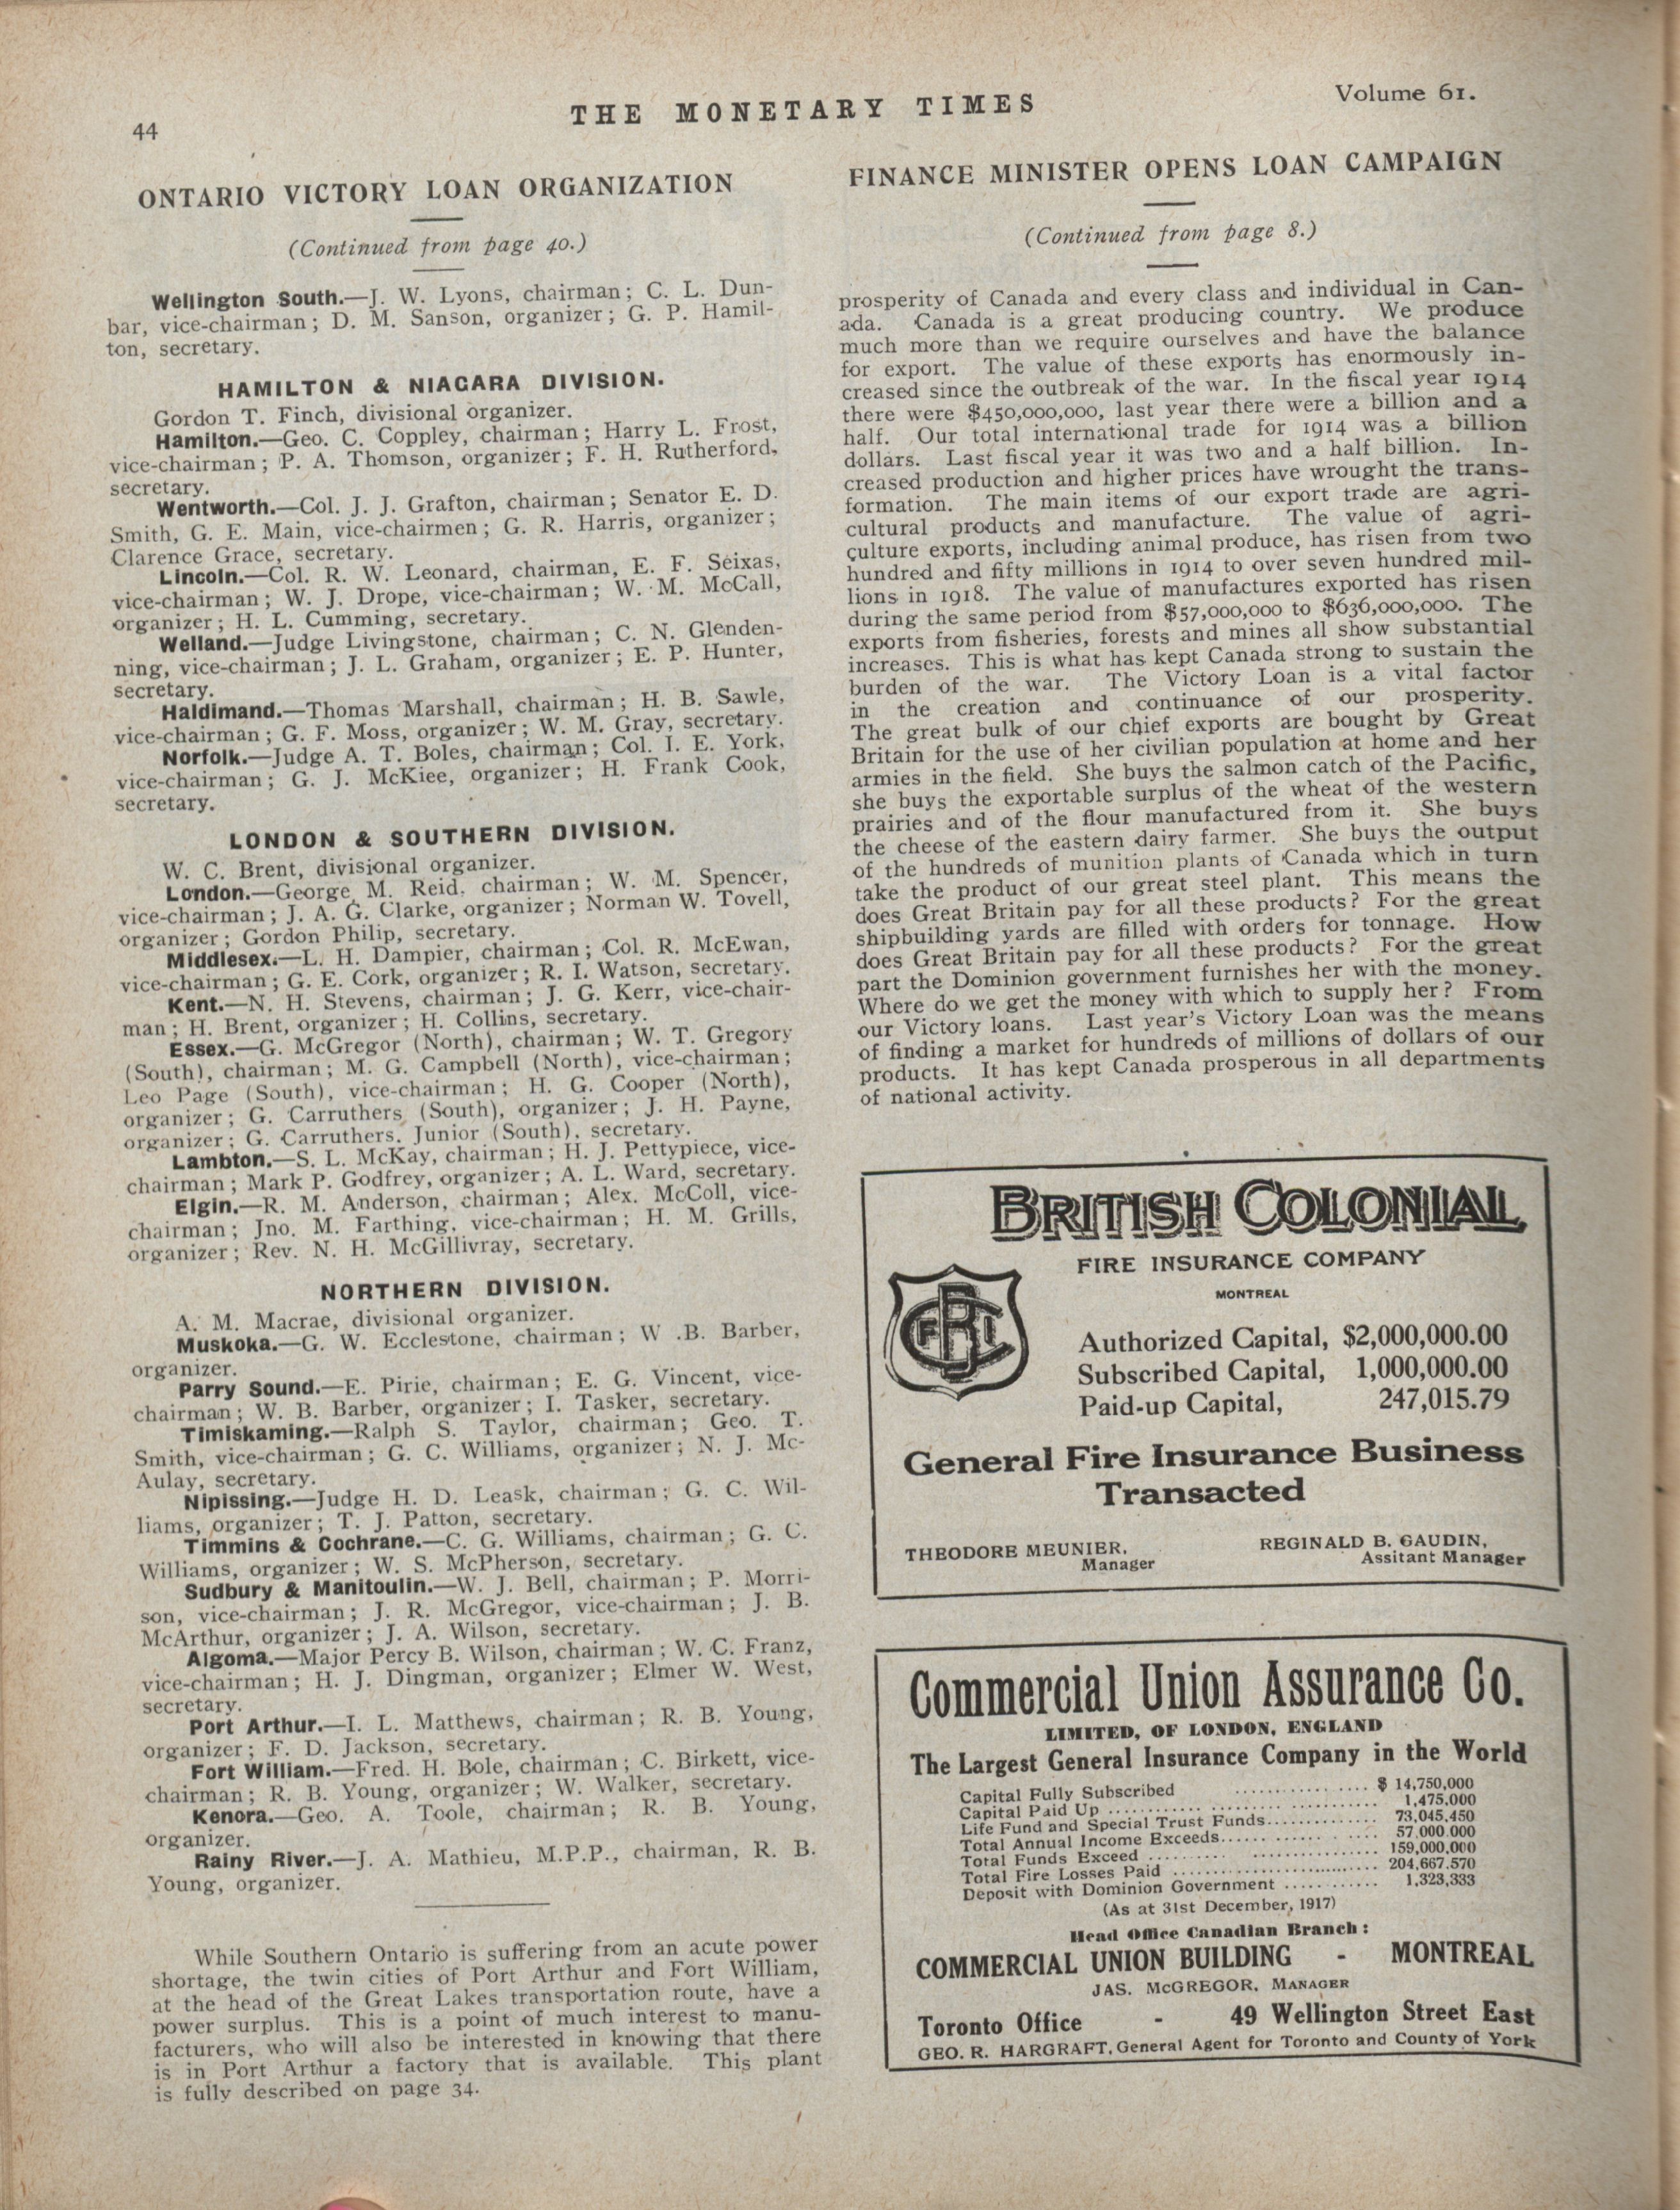 44
THE MONETARY TIMES
Volume 61.
ONTARIO VICTORY LOAN ORGANIZATION
(Continued from page 40.)
Wellington South.—J. W. Lyons, chairman; C. L. Dun-
bar, vice-chairman; D. M. Sanson, organizer; G. P. Hamil-
ton, secretary.
HAMILTON & NIAGARA DIVISION.
Gordon T. Finch, divisional organizer.
Hamilton.—Geo. C. Coppley, chairman; Harry L. Frost,
vice-chairman; P. A. Thomson, organizer; F. H. Rutherford,
secretary.
Wentworth.—Col. J. J. Grafton, chairman; Senator E. D.
Smith, G. E. Main, vice-chairmen; G. R. Harris, organizer;
Clarence Grace, secretary.
Lincoln.—Col. R. W. Leonard, chairman, E. F. Seixas,
vice-chairman; W. J. Drope, vice-chairman; W. M. McCall,
organizer; H. L. Cumming, secretary.
Welland.—Judge Livingstone, chairman; C. N. Glenden-
ning, vice-chairman; J. L. Graham, organizer; E. P. Hunter,
secretary.
Haldimand.—Thomas Marshall, chairman; H. B. Sawle,
vice-chairman; G. F. Moss, organizer; W. M. Gray, secretary.
Norfolk.—Judge A. T. Boles, chairman; Col. I. E. York,
vice-chairman; G. J. McKiee, organizer; H. Frank Cook,
secretary.
LONDON & SOUTHERN DIVISION.
W. C. Brent, divisional organizer.
London.—George M. Reid, chairman; W. M. Spencer,
vice-chairman; J. A. G. Clarke, organizer; Norman W. Tovell,
organizer; Gordon Philip, secretary.
Middlesex.—L. H. Dampier, chairman; Col. R. McEwan,
vice-chairman; G. E. Cork, organizer; R. I. Watson, secretary.
Kent.—N. H. Stevens, chairman; J. G. Kerr, vice-chair-
man; H. Brent, organizer; H. Collins, secretary.
Essex.—G. McGregor (North), chairman; W. T. Gregory
(South), chairman; M. G. Campbell (North), vice-chairman;
Leo Page (South), vice-chairman; H. G. Cooper (North),
organizer; G. Carruthers (South), organizer; J. H. Payne,
organizer; G. Carruthers, Junior (South), secretary.
Lambton.—S. L. McKay, chairman; H. J. Pettypiece, vice-
chairman; Mark P. Godfrey, organizer; A. L. Ward, secretary.
Elgin.—R. M. Anderson, chairman; Alex. McColl, vice-
chairman; Jno. M. Farthing, vice-chairman; H. M. Grills,
organizer; Rev. N. H. McGillivray, secretary.
NORTHERN DIVISION.
A. M. Macrae, divisional organizer.
Muskoka.—G. W. Ecclestone, chairman; W .B. Barber,
organizer.
Parry Sound.—E. Pirie, chairman; E. G. Vincent, vice-
chairman; W. B. Barber, organizer; I. Tasker, secretary.
Timiskaming.—Ralph S. Taylor, chairman; Geo. T.
Smith, vice-chairman; G. C. Williams, organizer; N. J. Mc-
Aulay, secretary.
Nipissing.—Judge H. D. Leask, chairman; G. C. Wil-
liams, organizer; T. J. Patton, secretary.
Timmins & Cochrane.—C. G. Williams, chairman; G. C.
Williams, organizer; W. S. McPherson, secretary.
Sudbury & Manitoulin.—W. J. Bell, chairman; P. Morri-
son, vice-chairman; J. R. McGregor, vice-chairman; J. B.
McArthur, organizer; J. A. Wilson, secretary.
Algoma.—Major Percy B. Wilson, chairman; W. C. Franz,
vice-chairman; H. J. Dingman, organizer; Elmer W. West,
secretary.
Port Arthur.—I. L. Matthews, chairman; R. B. Young,
organizer; F. D. Jackson, secretary.
Fort William.—Fred. H. Bole, chairman; C. Birkett, vice-
chairman; R. B. Young, organizer; W. Walker, secretary.
Kenora.—Geo. A. Toole, chairman; R. B. Young,
organizer.
Rainy River.—J. A. Mathieu, M.P.P., chairman, R. B.
Young, organizer.
While Southern Ontario is suffering from an acute power
shortage, the twin cities of Port Arthur and Fort William,
at the head of the Great Lakes transportation route, have a
power surplus. This is a point of much interest to manu-
facturers, who will also be interested in knowing that there
is in Port Arthur a factory that is available. This plant
is fully described on page 34.
FINANCE MINISTER OPENS LOAN CAMPAIGN
(Continued from page 8.)
prosperity of Canada and every class and individual in Can-
ada. Canada is a great producing country. We produce
much more than we require ourselves and have the balance
for export. The value of these exports has enormously in-
creased since the outbreak of the war. In the fiscal year 1914
there were $450,000,000, last year there were a billion and a
half. Our total international trade for 1914 was a billion
dollars. Last fiscal year it was two and a half billion. In-
creased production and higher prices have wrought the trans-
formation. The main items of our export trade are agri-
cultural products and manufacture. The value of agri-
culture exports, including animal produce, has risen from two
hundred and fifty millions in 1914 to over seven hundred mil-
lions in 1918. The value of manufactures exported has risen
during the same period from $57,000,000 to $636,000,000. The
exports from fisheries, forests and mines all show substantial
increases. This is what has kept Canada strong to sustain the
burden of the war. The Victory Loan is a vital factor
in the creation and continuance of our prosperity.
The great bulk of our chief exports are bought by Great
Britain for the use of her civilian population at home and her
armies in the field. She buys the salmon catch of the Pacific,
she buys the exportable surplus of the wheat of the western
prairies and of the flour manufactured from it. She buys
the cheese of the eastern dairy farmer. She buys the output
of the hundreds of munition plants of Canada which in turn
take the product of our great steel plant. This means the
does Great Britain pay for all these products? For the great
shipbuilding yards are filled with orders for tonnage. How
does Great Britain pay for all these products? For the great
part the Dominion government furnishes her with the money.
Where do we get the money with which to supply her? From
our Victory loans. Last year's Victory Loan was the means
of finding a market for hundreds of millions of dollars of our
products. It has kept Canada prosperous in all departments
of national activity.
BRITISH COLONIAL
FIRE INSURANCE COMPANY
MONTREAL
Authorized Capital, $2,000,000.00
Subscribed Capital, 1,000,000.00
Paid-up Capital, 247,015.79
General Fire Insurance Business
Transacted
THEODORE MEUNIER, REGINALD B. GAUDIN,
Manager Assitant Manager
Commercial Union Assurance Co.
LIMITED, OF LONDON, ENGLAND
The Largest General Insurance Company in the World
Capital Fully Subscribed ................ $ 14,750,000
Capital Paid Up ................ 1,475,000
Life Fund and Special Trust Funds.............. 73,045,450
Total Annual Income Exceeds................ 57,000,000
Total Funds Exceed ................ 159,000,000
Total Fire Losses Paid ................ 204,667,570
Deposit with Dominion Government ............ 1,323,333
(As at 31st December, 1917)
Head Office Canadian Branch:
COMMERCIAL UNION BUILDING - MONTREAL
JAS. McGREGOR, MANAGER
Toronto Office - 49 Wellington Street East
GEO. R. HARGRAFT, General Agent for Toronto and County of York